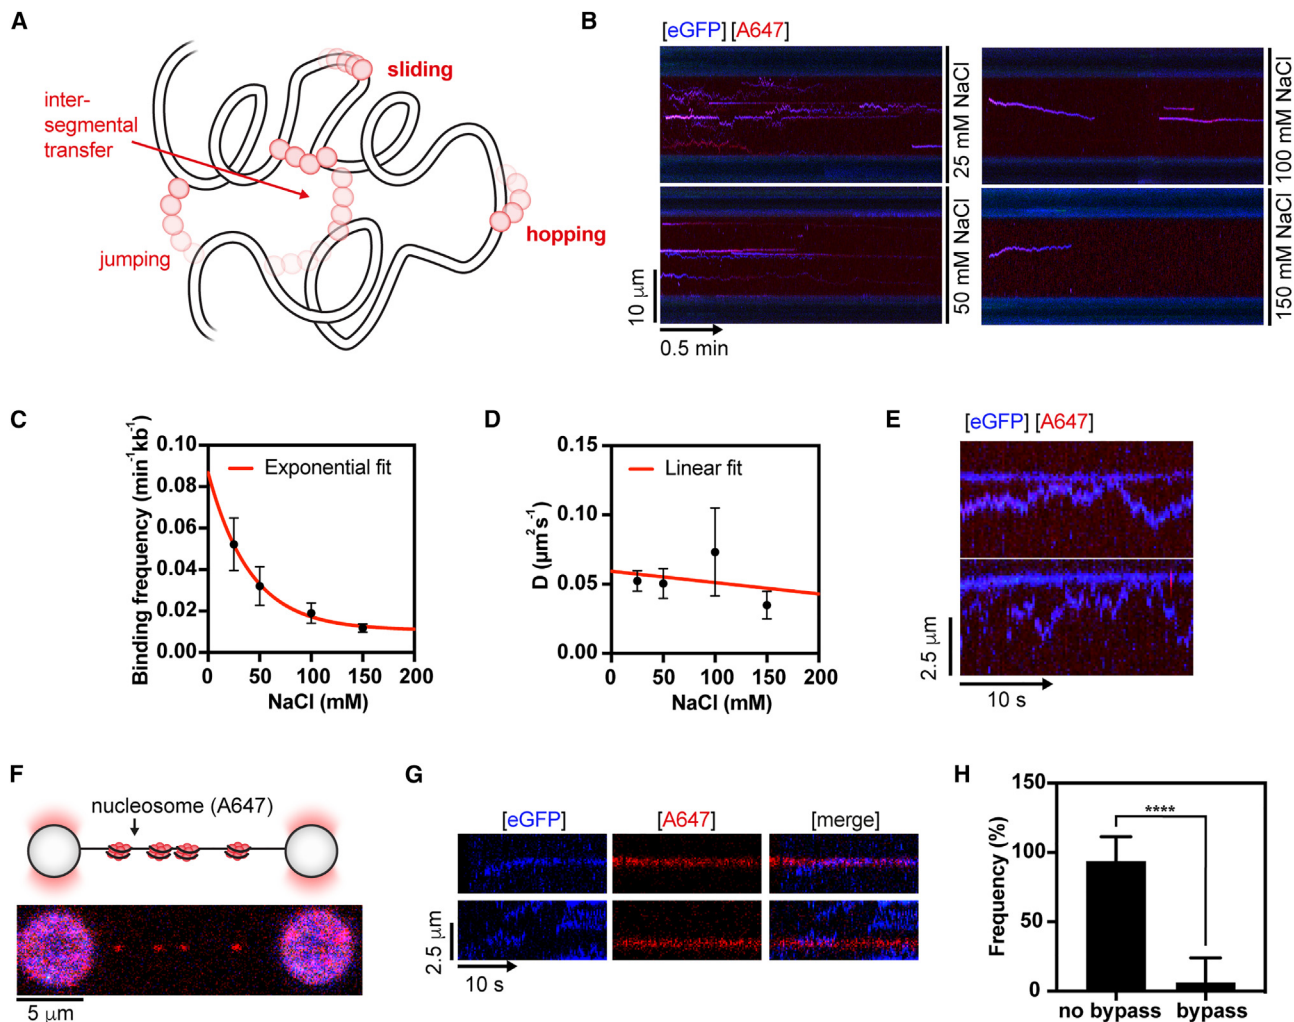 A
sliding
inter-
segmental
transfer
jumping
hopping
B
[eGFP] [A647]
25 mM NaCl
100 mM NaCl
50 mM NaCl
150 mM NaCl
10 μm
0.5 min
C
Binding frequency (min⁻¹kb⁻¹)
0.10
0.08
0.06
0.04
0.02
0.00
Exponential fit
0 50 100 150 200
NaCl (mM)
D
D (μm²s⁻¹)
0.15
0.10
0.05
0.00
Linear fit
0 50 100 150 200
NaCl (mM)
E
[eGFP] [A647]
2.5 μm
10 s
F
nucleosome (A647)
5 μm
G
[eGFP] [A647] [merge]
2.5 μm
10 s
H
Frequency (%)
150
100
50
0
****
no bypass bypass